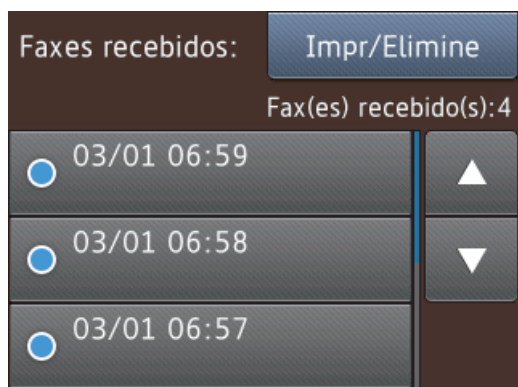 Faxes recebidos:
Impr/Elimine
Fax(es) recebido(s):4
03/01 06:59
03/01 06:58
03/01 06:57